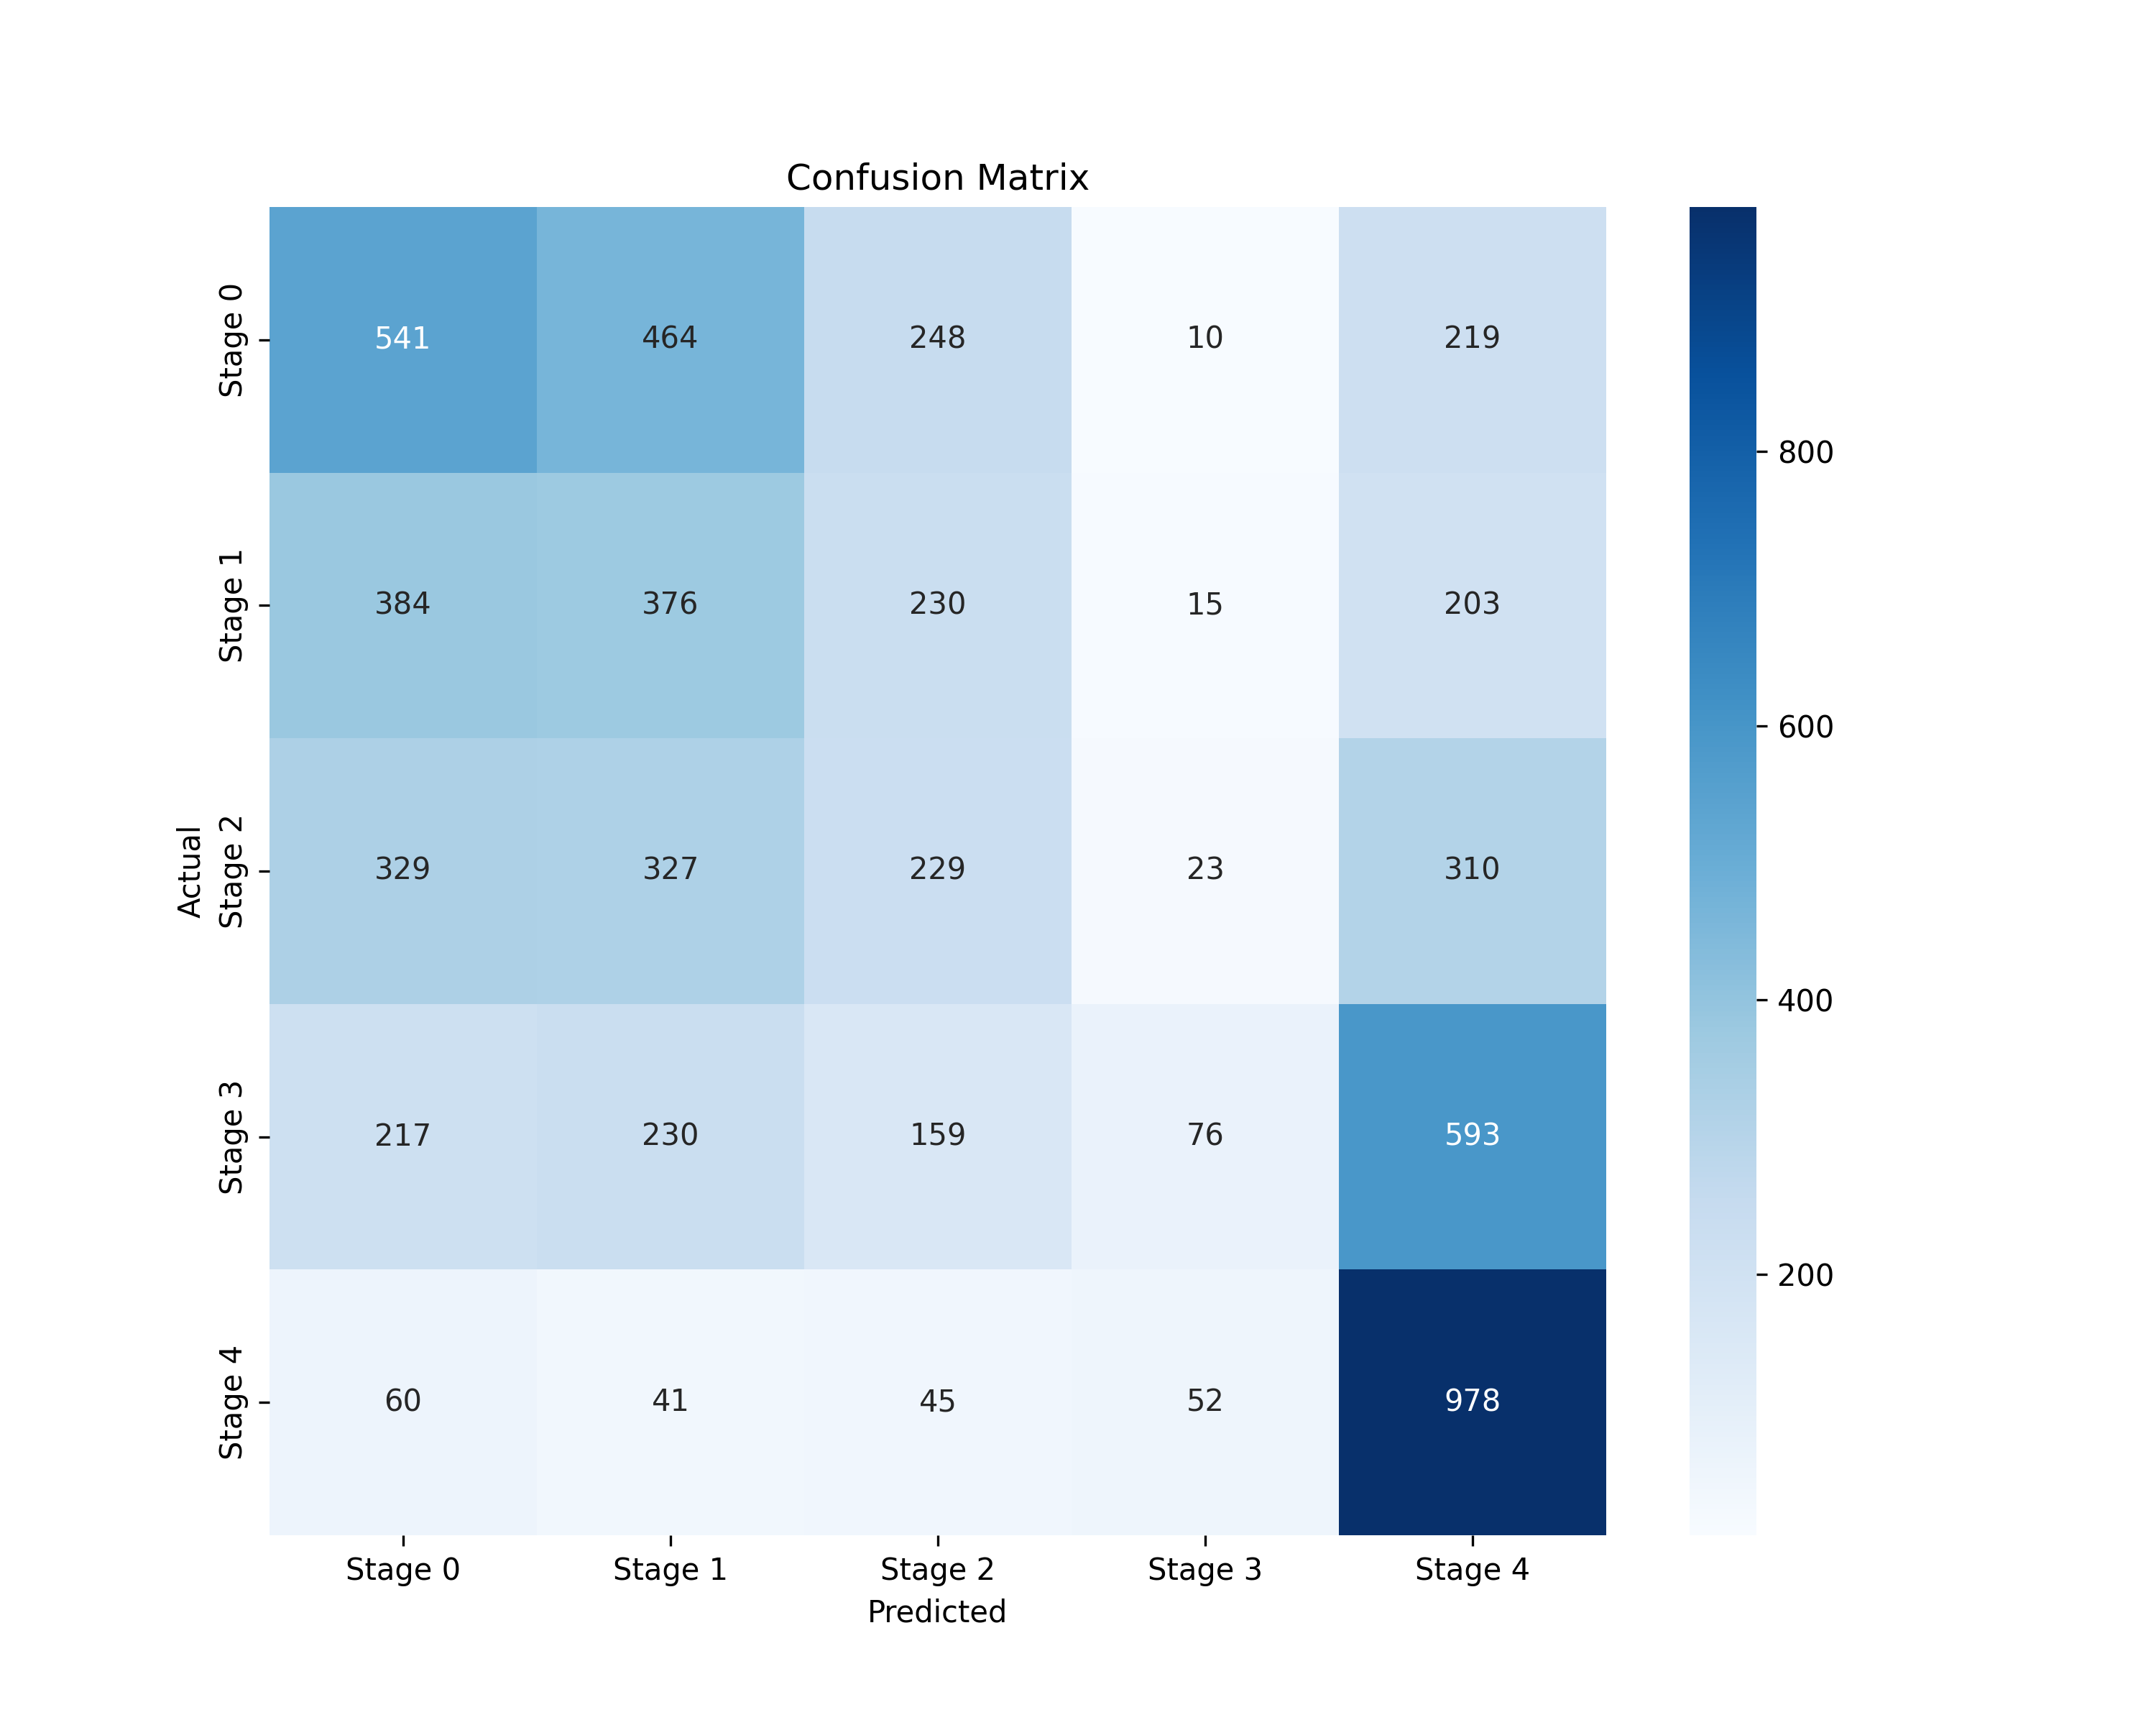 Confusion Matrix
Actual
Stage 0
541 464 248 10 219
Stage 1
384 376 230 15 203
Stage 2
329 327 229 23 310
Stage 3
217 230 159 76 593
Stage 4
60 41 45 52 978
Stage 0 Stage 1 Stage 2 Stage 3 Stage 4
Predicted
800
600
400
200